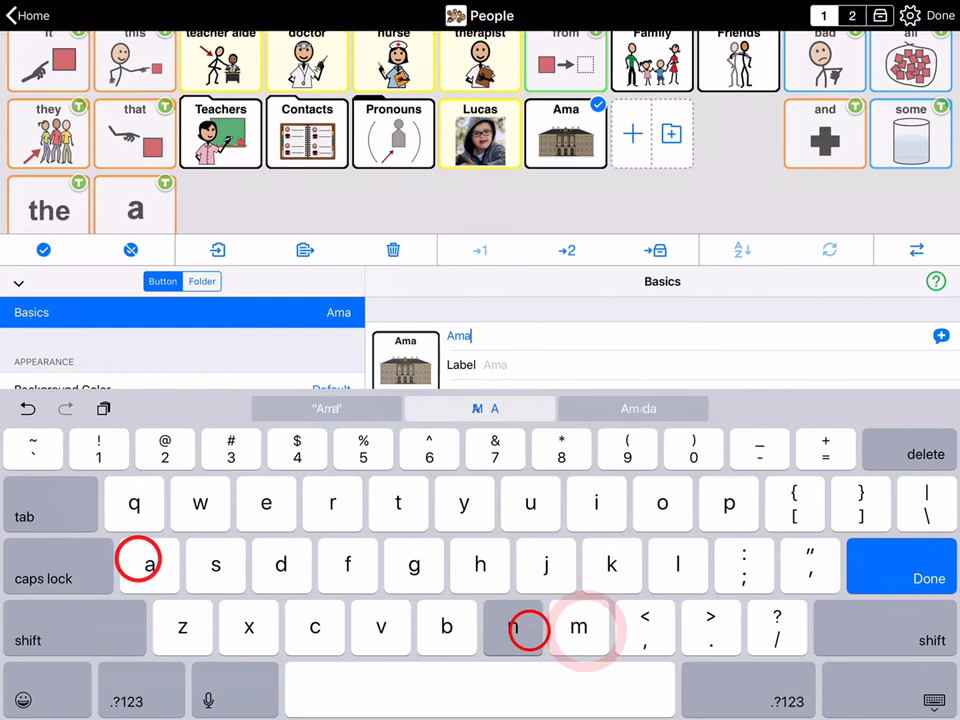 Home
People
1
2
Done
it
this
teacher aide
doctor
nurse
therapist
from
Family
Friends
bad
all
they
T
that
T
Teachers
Contacts
Pronouns
Lucas
Ama
and
T
some
T
the
T
a
T
→1
→2
Button
Folder
Basics
?
Basics
Ama
Ama
Ama
Label
Ama
APPEARANCE
Background Color
Default
"Ama"
~
`
!
1
@
2
#
3
$
4
%
5
^
6
&
7
*
8
(
9
)
0
_
-
+
=
delete
tab
q
w
e
r
t
y
u
i
o
p
{
[
}
]
|
\
caps lock
a
s
d
f
g
h
j
k
l
:
;
"
'
Done
shift
z
x
c
v
b
n
m
<
,
>
.
?
/
shift
.?123
.?123